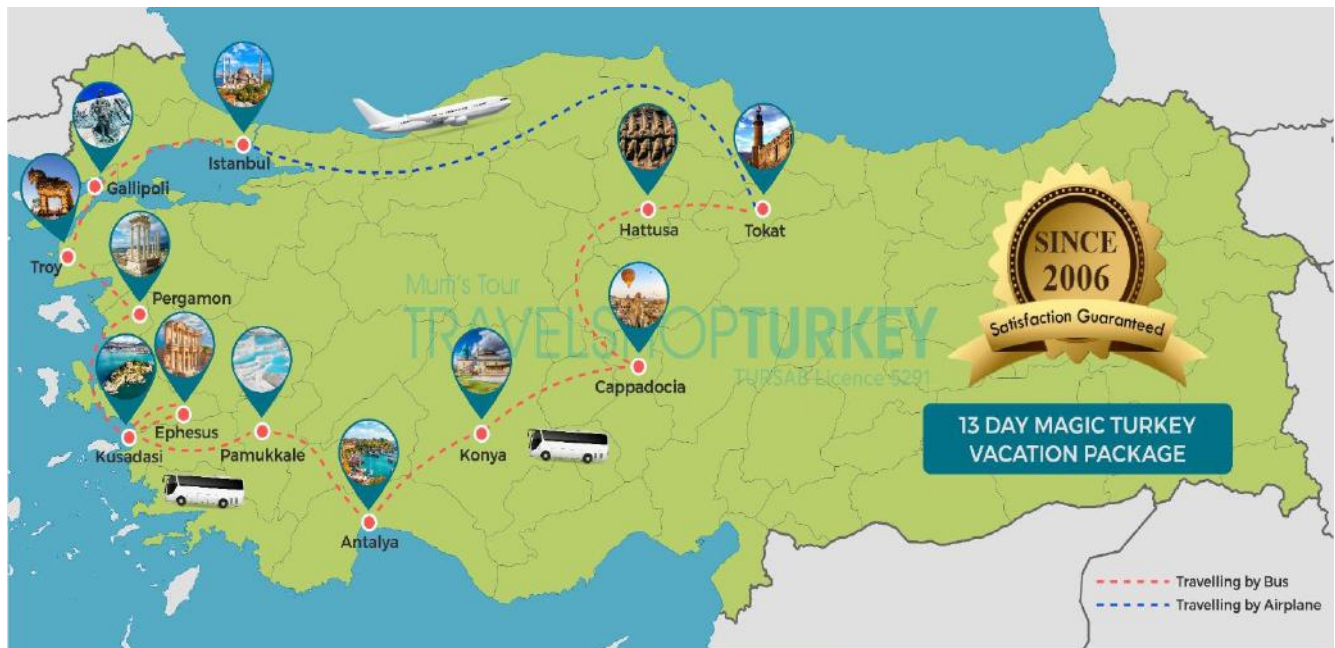 Istanbul
Gallipoli
Troy
Pergamon
Kusadasi
Ephesus
Pamukkale
Antalya
Konya
Cappadocia
Hattusa
Tokat
Murti's Tour
TRAVELSHOPTURKEY
TURSAB Licence 5291
SINCE
2006
Satisfaction Guaranteed
13 DAY MAGIC TURKEY
VACATION PACKAGE
Travelling by Bus
Travelling by Airplane